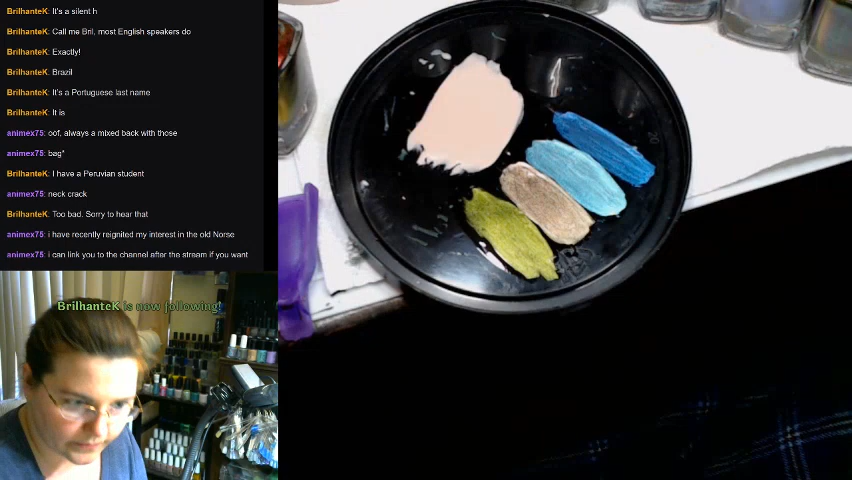 BrilhanteK: It's a silent h
BrilhanteK: Call me Bril, most English speakers do
BrilhanteK: Exactly!
BrilhanteK: Brazil
BrilhanteK: It's a Portuguese last name
BrilhanteK: It is
animex75: oof, always a mixed back with those
animex75: bag*
BrilhanteK: I have a Peruvian student
animex75: neck crack
BrilhanteK: Too bad. Sorry to hear that
animex75: i have recently reignited my interest in the old Norse
animex75: i can link you to the channel after the stream if you want
BrilhanteK is now following!
20